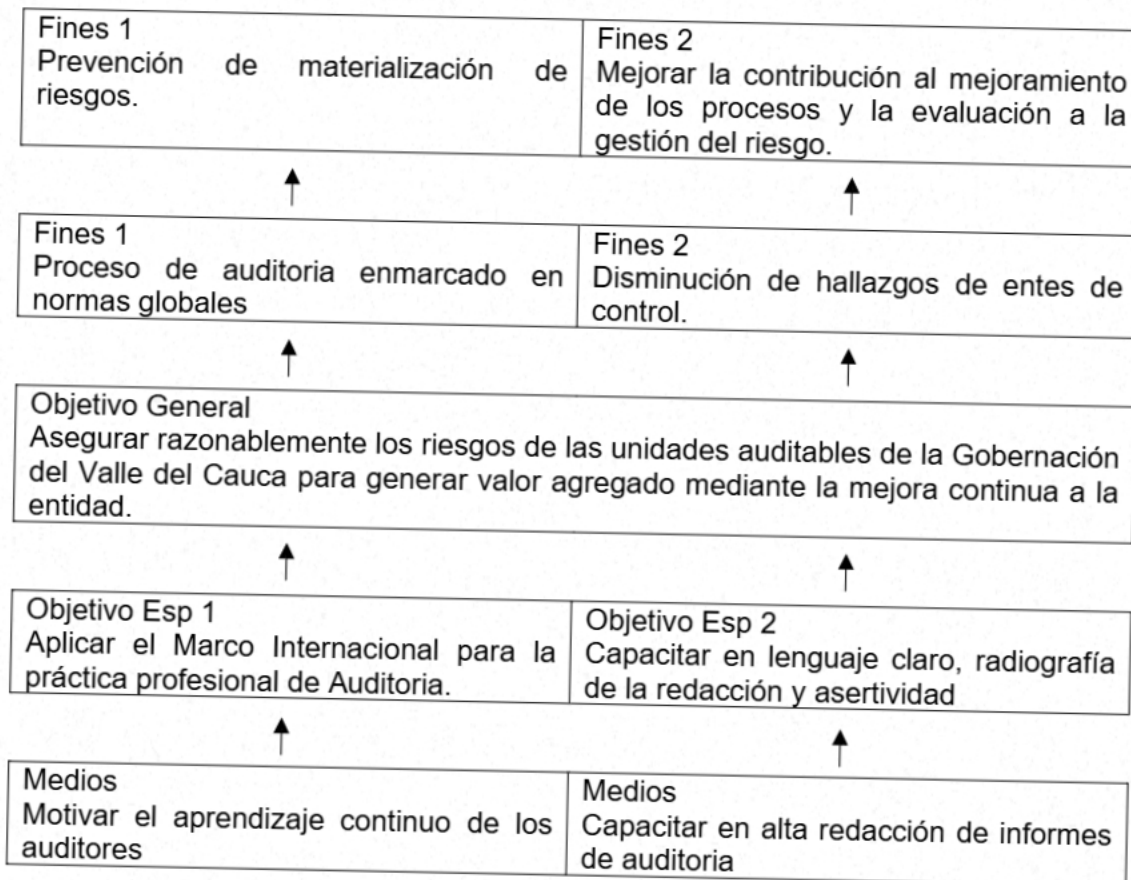 Fines 1
Prevención de materialización de
riesgos.
Fines 2
Mejorar la contribución al mejoramiento
de los procesos y la evaluación a la
gestión del riesgo.
Fines 1
Proceso de auditoria enmarcado en
normas globales
Fines 2
Disminución de hallazgos de entes de
control.
Objetivo General
Asegurar razonablemente los riesgos de las unidades auditables de la Gobernación
del Valle del Cauca para generar valor agregado mediante la mejora continua a la
entidad.
Objetivo Esp 1
Aplicar el Marco Internacional para la
práctica profesional de Auditoria.
Objetivo Esp 2
Capacitar en lenguaje claro, radiografía
de la redacción y asertividad
Medios
Motivar el aprendizaje continuo de los
auditores
Medios
Capacitar en alta redacción de informes
de auditoria